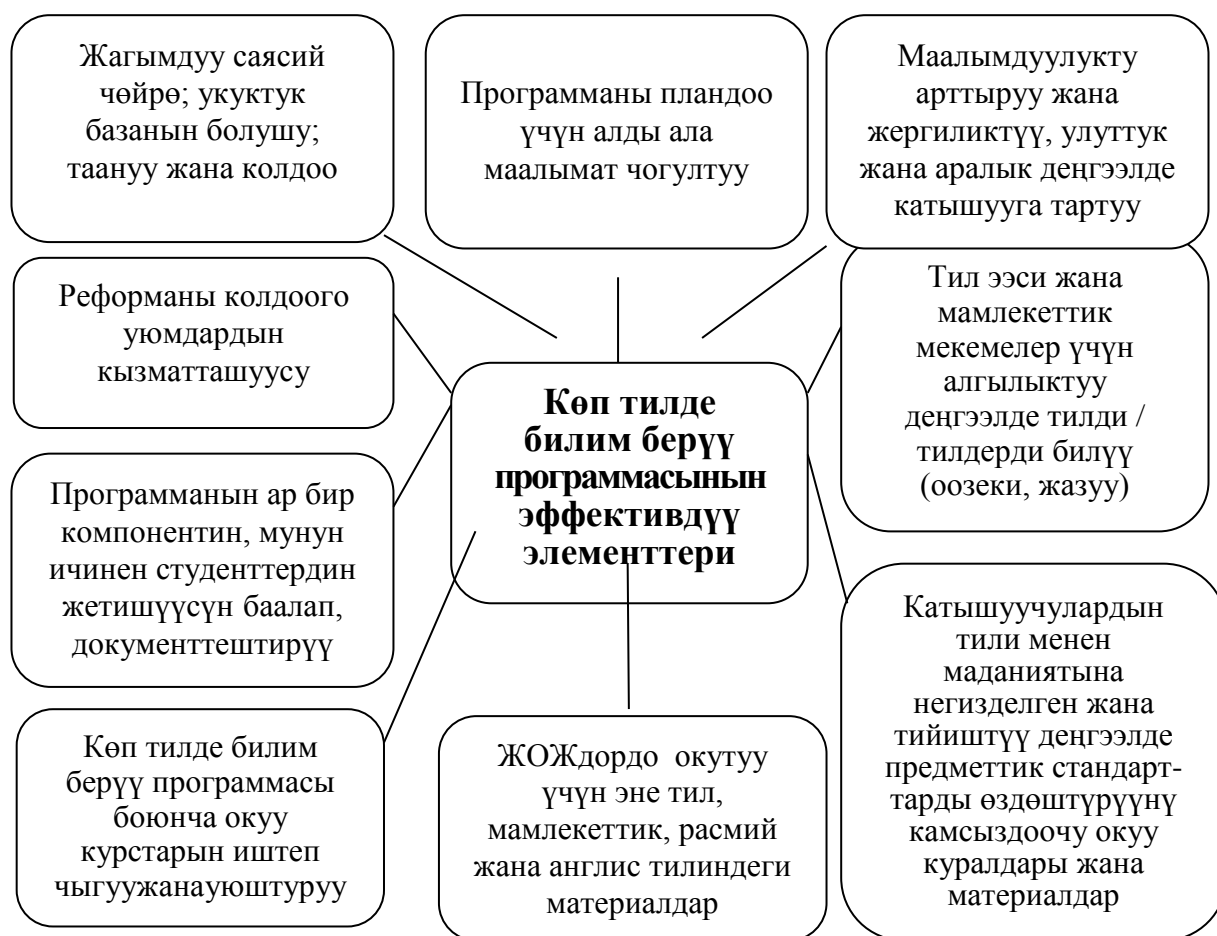 Жагымдуу саясий
чөйрө; укуктук
базанын болушу;
таануу жана колдоо
Программаны пландоо
үчүн алды ала
маалымат чогултуу
Маалымдуулукту
арттыруу жана
жергиликтүү, улуттук
жана аралык деңгээлде
катышууга тартуу
Реформаны колдоого
уюмдардын
кызматташуусу
Көп тилде
билим берүү
программасынын
эффективдүү
элементтери
Тил ээси жана
мамлекеттик
мекемелер үчүн
алгылыктуу
деңгээлде тилди /
тилдерди билүү
(оозеки, жазуу)
Программанын ар бир
компонентин, мунун
ичинен студенттердин
жетишүүсүн баалап,
документтештирүү
Көп тилде билим
берүү программасы
боюнча окуу
курстарын иштеп
чыгуужанауюштуруу
ЖОЖдордо окутуу
үчүн эне тил,
мамлекеттик, расмий
жана англис тилиндеги
материалдар
Катышуучулардын
тили менен
маданиятына
негизделген жана
тийиштүү деңгээлде
предметтик стандарт-
тарды өздөштүрүүнү
камсыздоочу окуу
куралдары жана
материалдар